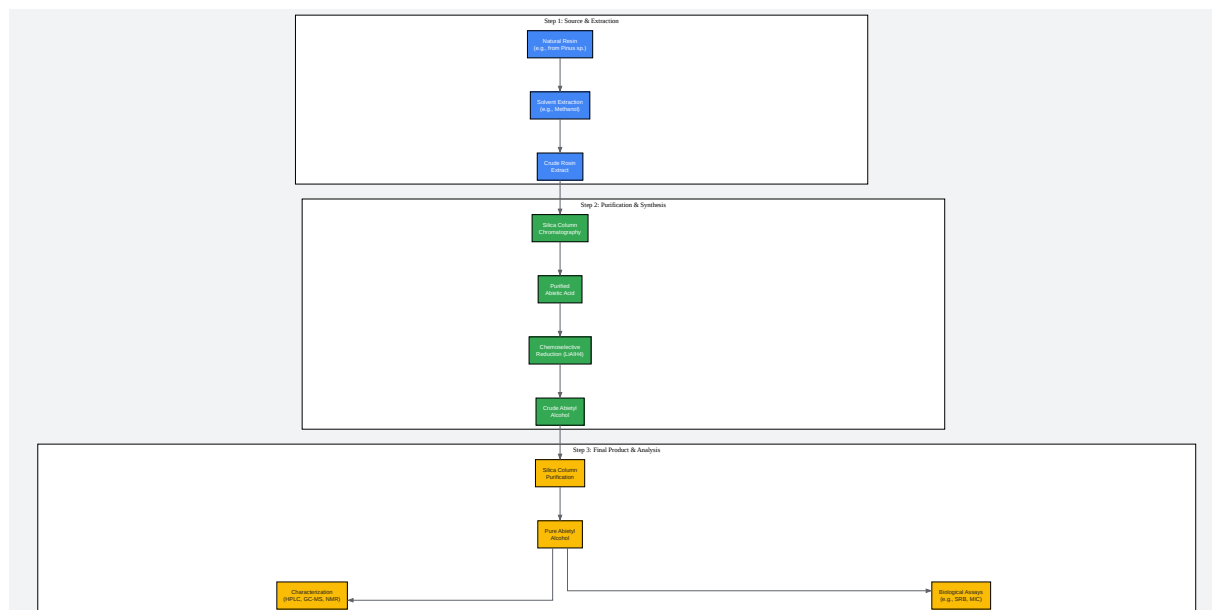 Step 1: Source & Extraction
Natural Resin
(e.g., from Pinus sp.)
Solvent Extraction
(e.g., Methanol)
Crude Rosin
Extract
Step 2: Purification & Synthesis
Silica Column
Chromatography
Purified
Abietic Acid
Chemoselective
Reduction (LiAlH4)
Crude Abietyl
Alcohol
Step 3: Final Product & Analysis
Silica Column
Purification
Pure Abietyl
Alcohol
Characterization
(HPLC, GC-MS, NMR)
Biological Assays
(e.g., SRB, MIC)